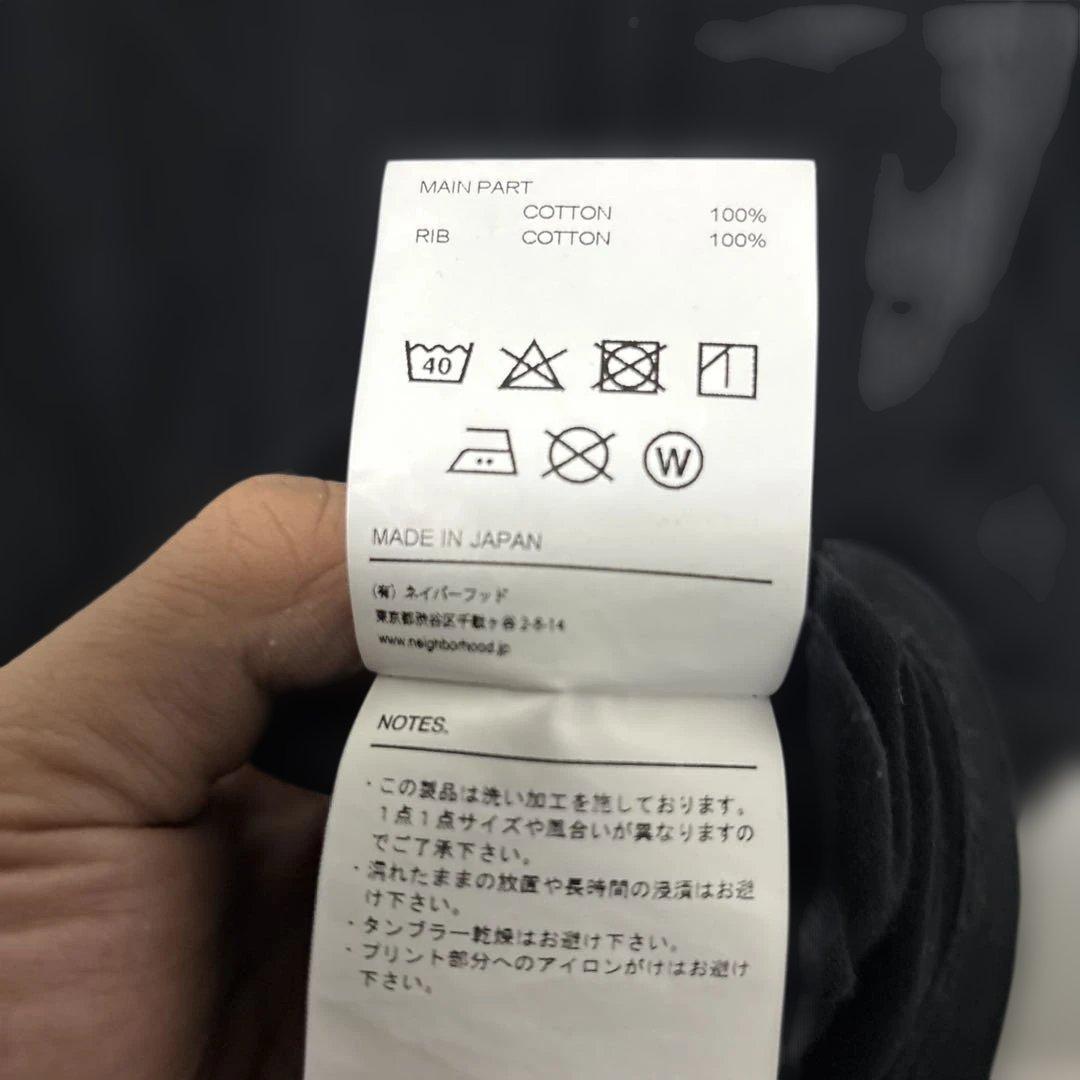 MAIN PART
COTTON 100%
RIB COTTON 100%
40
W
MADE IN JAPAN
(有) ネイバーフッド
東京都渋谷区千駄ヶ谷 2-8-14
www.neighborhood.jp
NOTES.
・この製品は洗い加工を施しております。
1点1点サイズや風合いが異なりますの
でご了承下さい。
・濡れたままの放置や長時間の浸漬はお避
け下さい。
・タンブラー乾燥はお避け下さい。
・プリント部分へのアイロンがけはお避け
下さい。